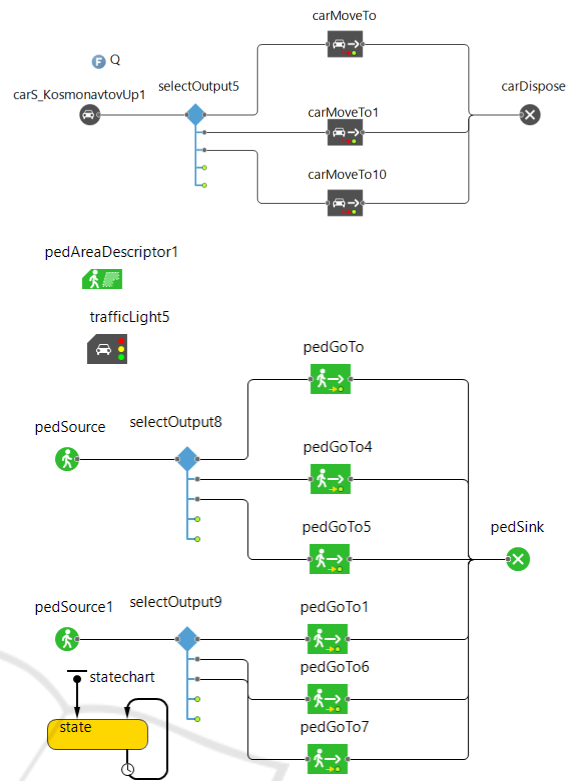 carMoveTo
F Q
carS_KosmonavtovUp1
selectOutput5
carDispose
carMoveTo1
carMoveTo10
pedAreaDescriptor1
trafficLight5
pedGoTo
pedSource
selectOutput8
pedGoTo4
pedGoTo5
pedSink
pedSource1
selectOutput9
pedGoTo1
pedGoTo6
statechart
state
pedGoTo7